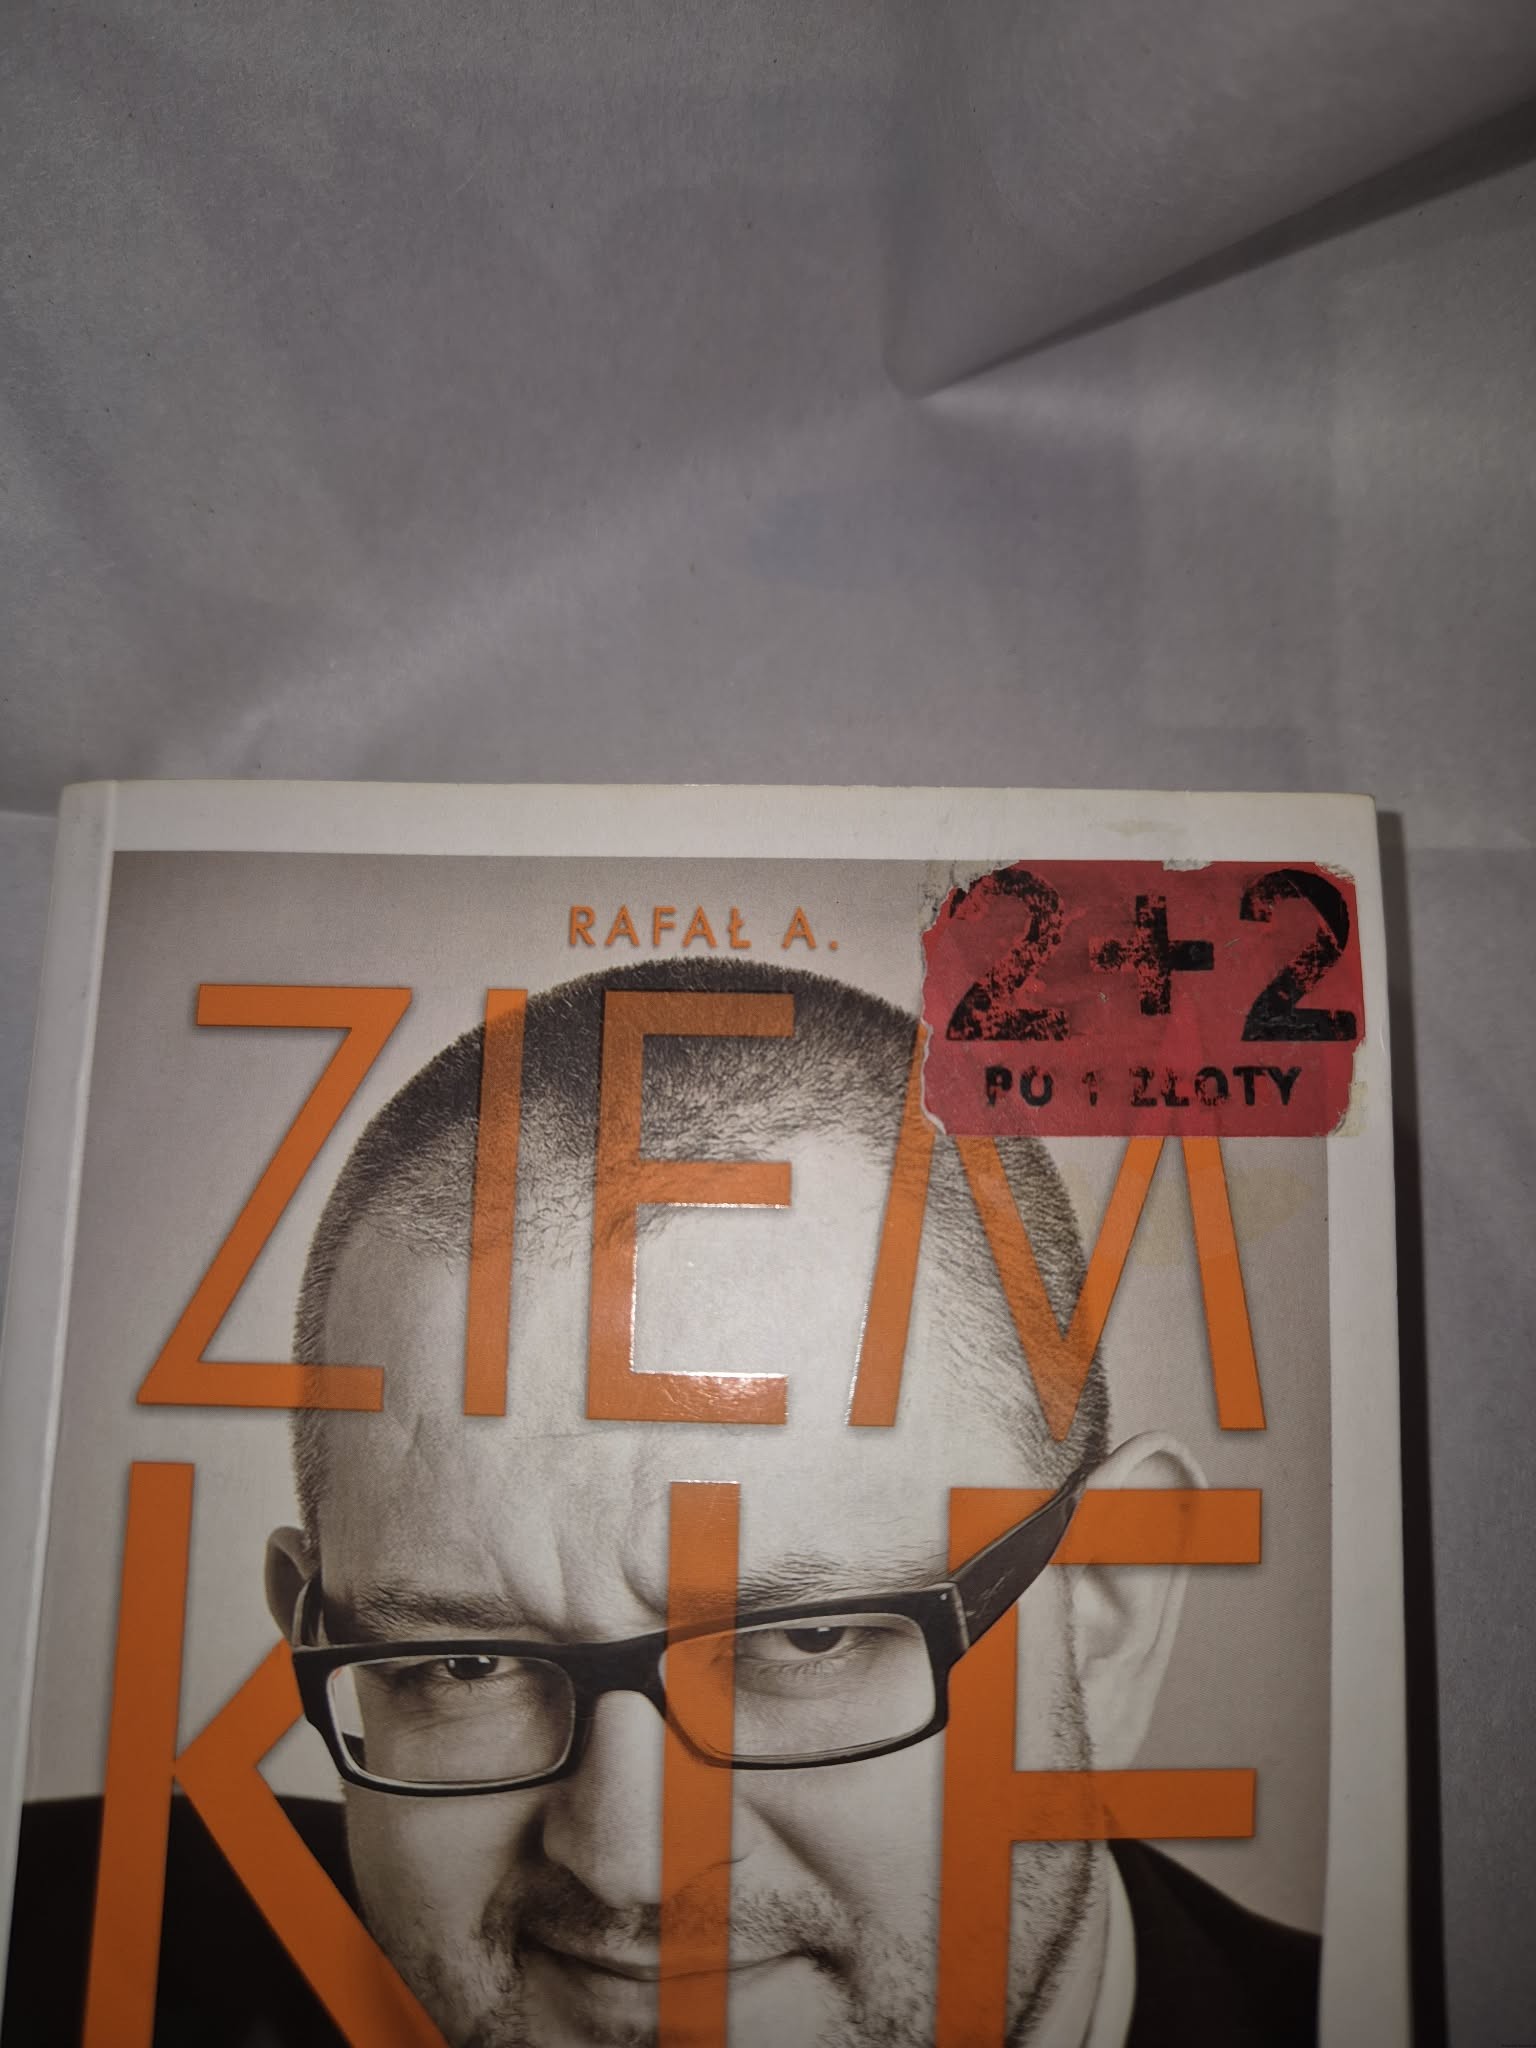 RAFAŁ A.
2+2
PO 1 ZŁOTY
ZIEM
KIE